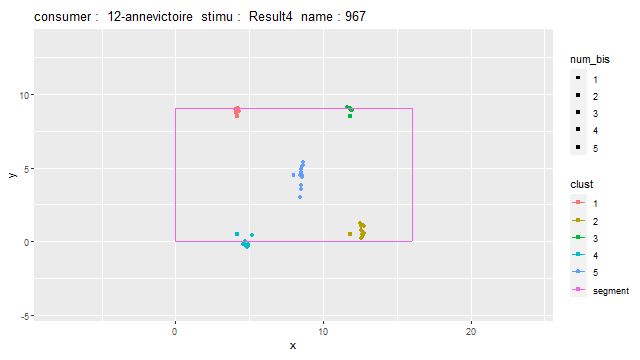 consumer :  12-annevictoire  stimu :  Result4  name : 967
10
5
0
-5
y
0
10
20
x
num_bis
1
2
3
4
5
clust
1
2
3
4
5
segment